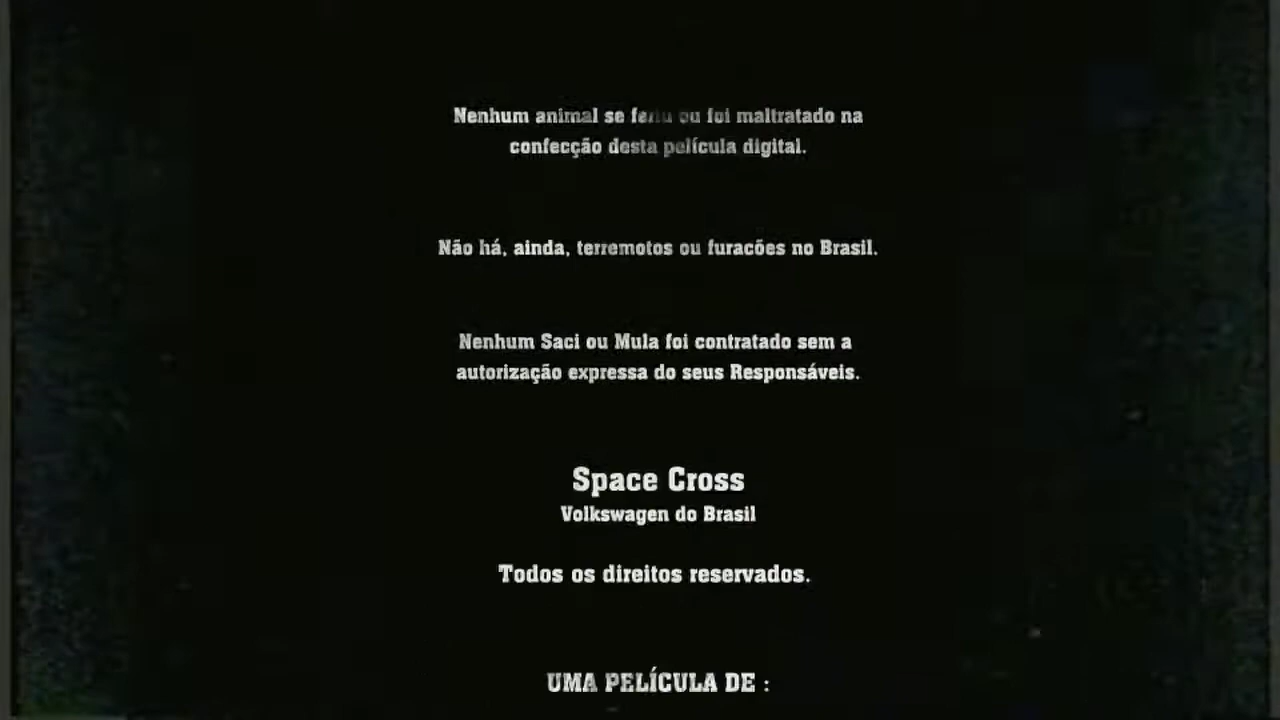 Nenhum animal se feriu ou foi maltratado na
confecção desta película digital.
Não há, ainda, terremotos ou furacões no Brasil.
Nenhum Saci ou Mula foi contratado sem a
autorização expressa do seus Responsáveis.
Space Cross
Volkswagen do Brasil
Todos os direitos reservados.
UMA PELÍCULA DE :